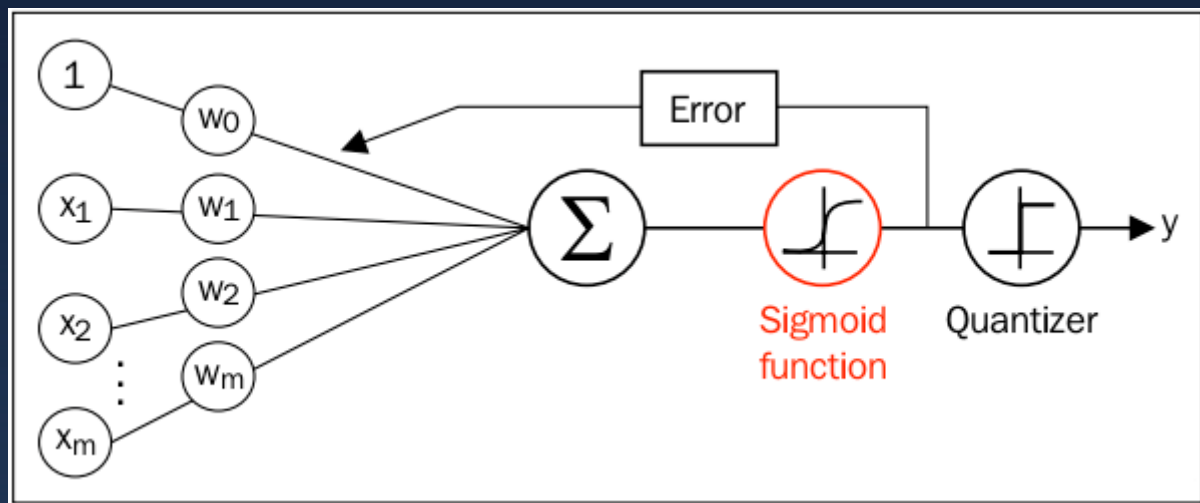 1
w0
Error
x1
w1
Σ
y
w2
x2
Sigmoid
function
Quantizer
wm
xm